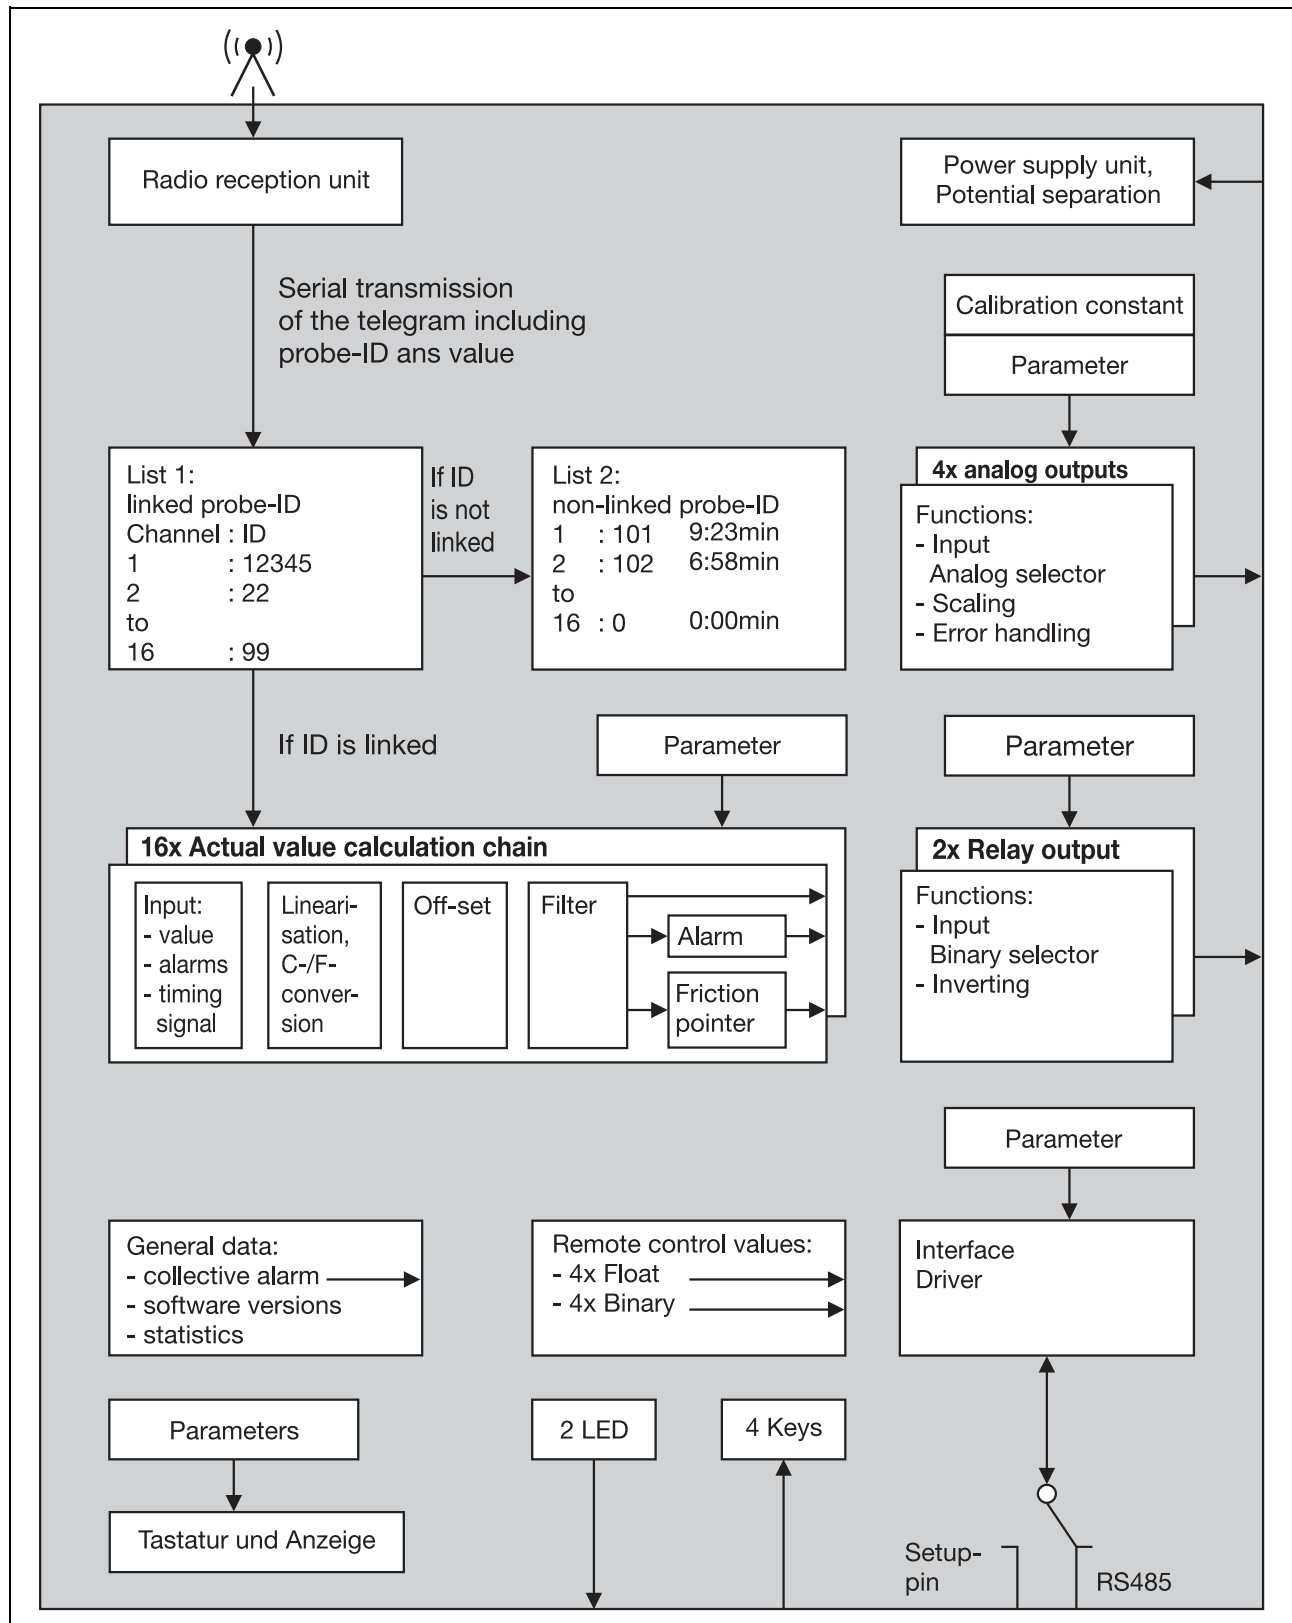 Radio reception unit
Power supply unit,
Potential separation
Serial transmission
of the telegram including
probe-ID ans value
Calibration constant
Parameter
List 1:
linked probe-ID
Channel : ID
1 : 12345
2 : 22
to
16 : 99
If ID
is not
linked
List 2:
non-linked probe-ID
1 : 101 9:23min
2 : 102 6:58min
to
16 : 0 0:00min
4x analog outputs
Functions:
- Input
Analog selector
- Scaling
- Error handling
If ID is linked
Parameter
Parameter
16x Actual value calculation chain
Input:
- value
- alarms
- timing
signal
Lineari-
sation,
C-/F-
conver-
sion
Off-set
Filter
Alarm
Friction
pointer
2x Relay output
Functions:
- Input
Binary selector
- Inverting
Parameter
General data:
- collective alarm
- software versions
- statistics
Remote control values:
- 4x Float
- 4x Binary
Interface
Driver
Parameters
2 LED
4 Keys
Tastatur und Anzeige
Setup-
pin
RS485